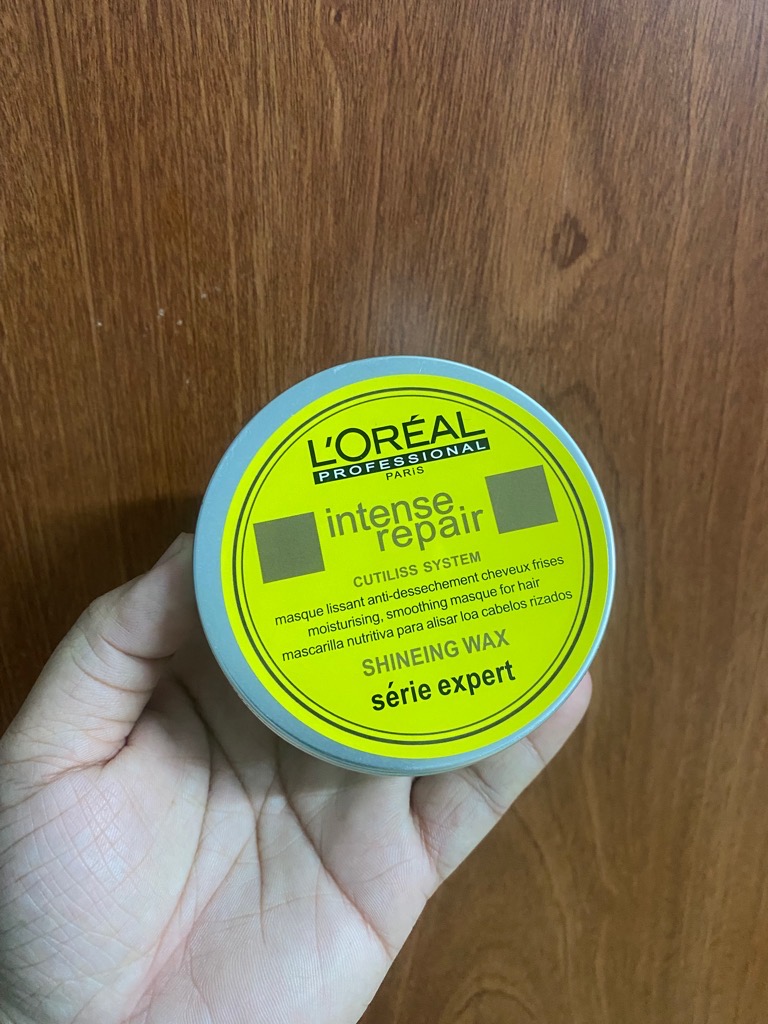 L'ORÉAL
PROFESSIONAL
PARIS
intense
repair
CUTILISS SYSTEM
masque lissant anti-dessechement cheveux frises
moisturising, smoothing masque for hair
mascarilla nutritiva para alisar loa cabelos rizados
SHINEING WAX
série expert